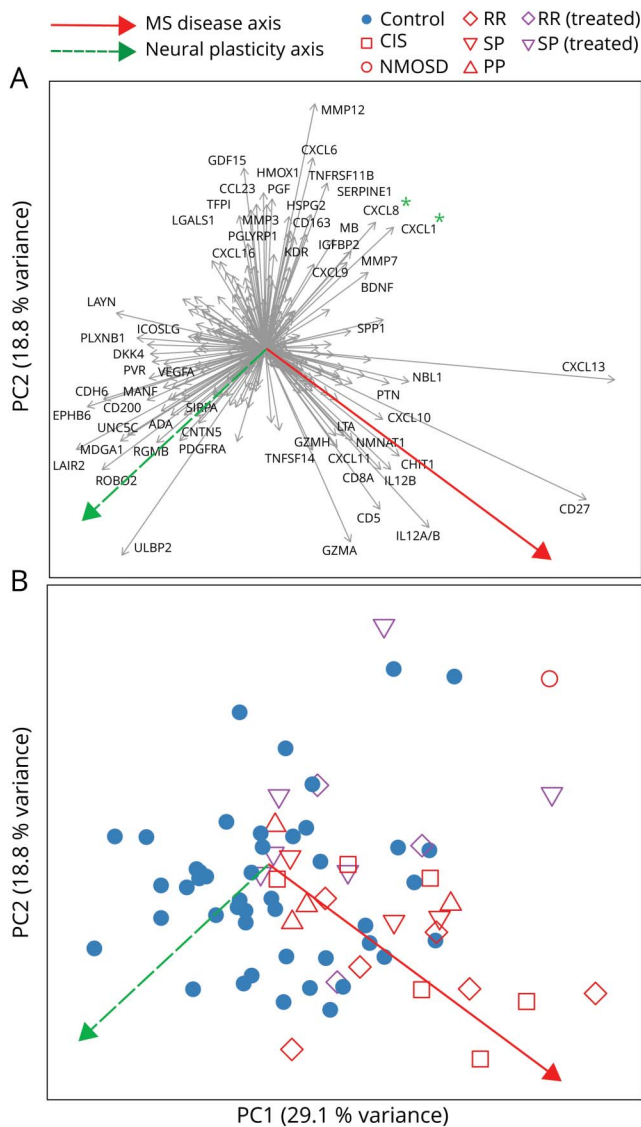 MS disease axis
Neural plasticity axis
Control
CIS
NMOSD
RR
SP
PP
RR (treated)
SP (treated)
A
PC2 (18.8 % variance)
MMP12
CXCL6
GDF15
HMOX1
TNFRSF11B
CCL23
PGF
SERPINE1
TFPI
HSPG2
CXCL8 *
LGALS1
MMP3
CD163
MB
CXCL1 *
PGLYRP1
IGFBP2
CXCL16
KDR
MMP7
CXCL9
BDNF
LAYN
ICOSLG
SPP1
PLXNB1
DKK4
CXCL13
PVR
VEGFA
NBL1
CDH6
MANF
PTN
EPHB6
CD200
SIRPA
CXCL10
UNC5C
ADA
CNTN5
LTA
MDGA1
RGMB
PDGFRA
GZMH
NMNAT1
LAIR2
TNFSF14
CXCL11
CHIT1
ROBO2
CD8A
IL12B
CD27
CD5
ULBP2
GZMA
IL12A/B
B
PC2 (18.8 % variance)
PC1 (29.1 % variance)